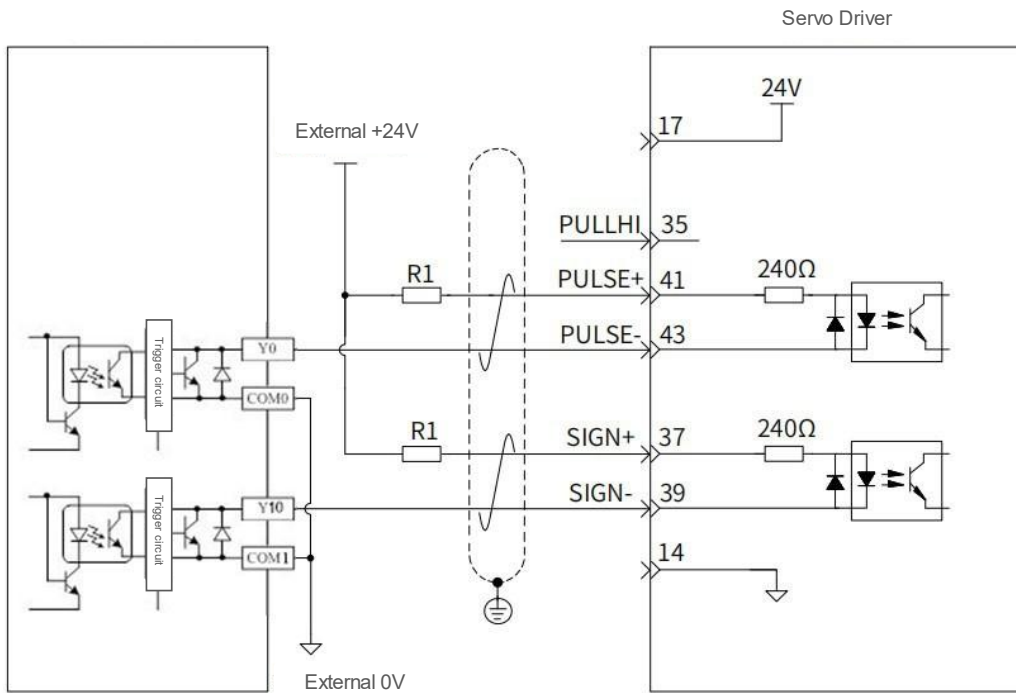 Servo Driver
24V
17
External +24V
PULLHI 35
R1
PULSE+ 41
240Ω
Trigger circuit
Y0
PULSE- 43
COM0
R1
SIGN+ 37
240Ω
Trigger circuit
Y10
SIGN- 39
COM1
14
External 0V